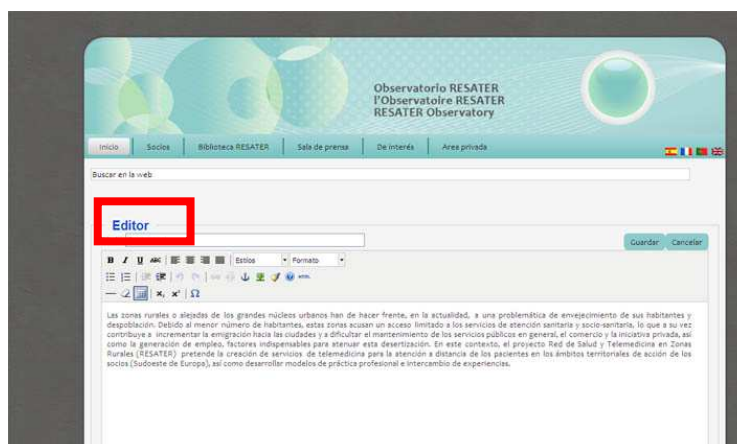 Observatorio RESATER
l'Observatoire RESATER
RESATER Observatory
Inicio Socios Biblioteca RESATER Sala de prensa De interés Area privada
Buscar en la web
Editor
Guardar Cancelar
B I U ABC Estilos Formato
HTML
x₂ x² Ω
Las zonas rurales o alejadas de los grandes núcleos urbanos han de hacer frente, en la actualidad, a una problemática de envejecimiento de sus habitantes y
despoblación. Debido al menor número de habitantes, estas zonas acusan un acceso limitado a los servicios de atención sanitaria y socio-sanitaria, lo que a su vez
contribuye a incrementar la emigración hacia las ciudades y a dificultar el mantenimiento de los servicios públicos en general, el comercio y la iniciativa privada, así
como la generación de empleo, factores indispensables para atenuar esta desertización. En este contexto, el proyecto Red de Salud y Telemedicina en Zonas
Rurales (RESATER) pretende la creación de servicios de telemedicina para la atención a distancia de los pacientes en los ámbitos territoriales de acción de los
socios (Sudoeste de Europa), así como desarrollar modelos de práctica profesional e intercambio de experiencias.